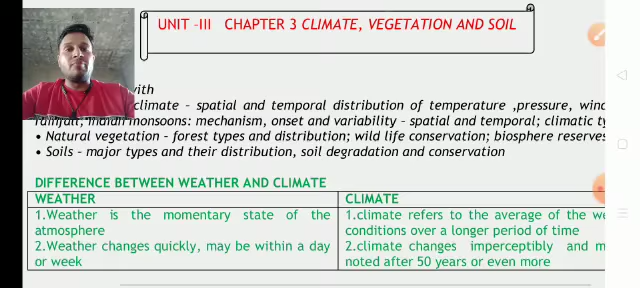 UNIT -III CHAPTER 3 CLIMATE, VEGETATION AND SOIL
with
climate – spatial and temporal distribution of temperature ,pressure,
rainfall, Indian monsoons: mechanism, onset and variability – spatial and temporal; climatic
• Natural vegetation – forest types and distribution; wild life conservation; biosphere reserves
• Soils – major types and their distribution, soil degradation and conservation
DIFFERENCE BETWEEN WEATHER AND CLIMATE
WEATHER
1.Weather is the momentary state of the
atmosphere
2.Weather changes quickly, may be within a day
or week
CLIMATE
1.climate refers to the average of the
conditions over a longer period of time
2.climate changes imperceptibly and
noted after 50 years or even more